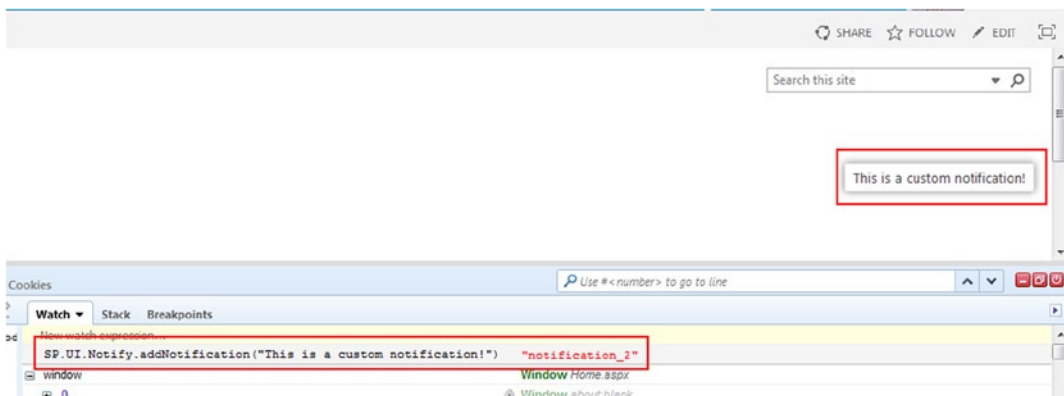 SHARE FOLLOW EDIT
Search this site
This is a custom notification!
Cookies
Use #<number> to go to line
Watch Stack Breakpoints
New watch expression...
SP.UI.Notify.addNotification("This is a custom notification!") "notification_2"
window Window Home.aspx
0 Window about:blank